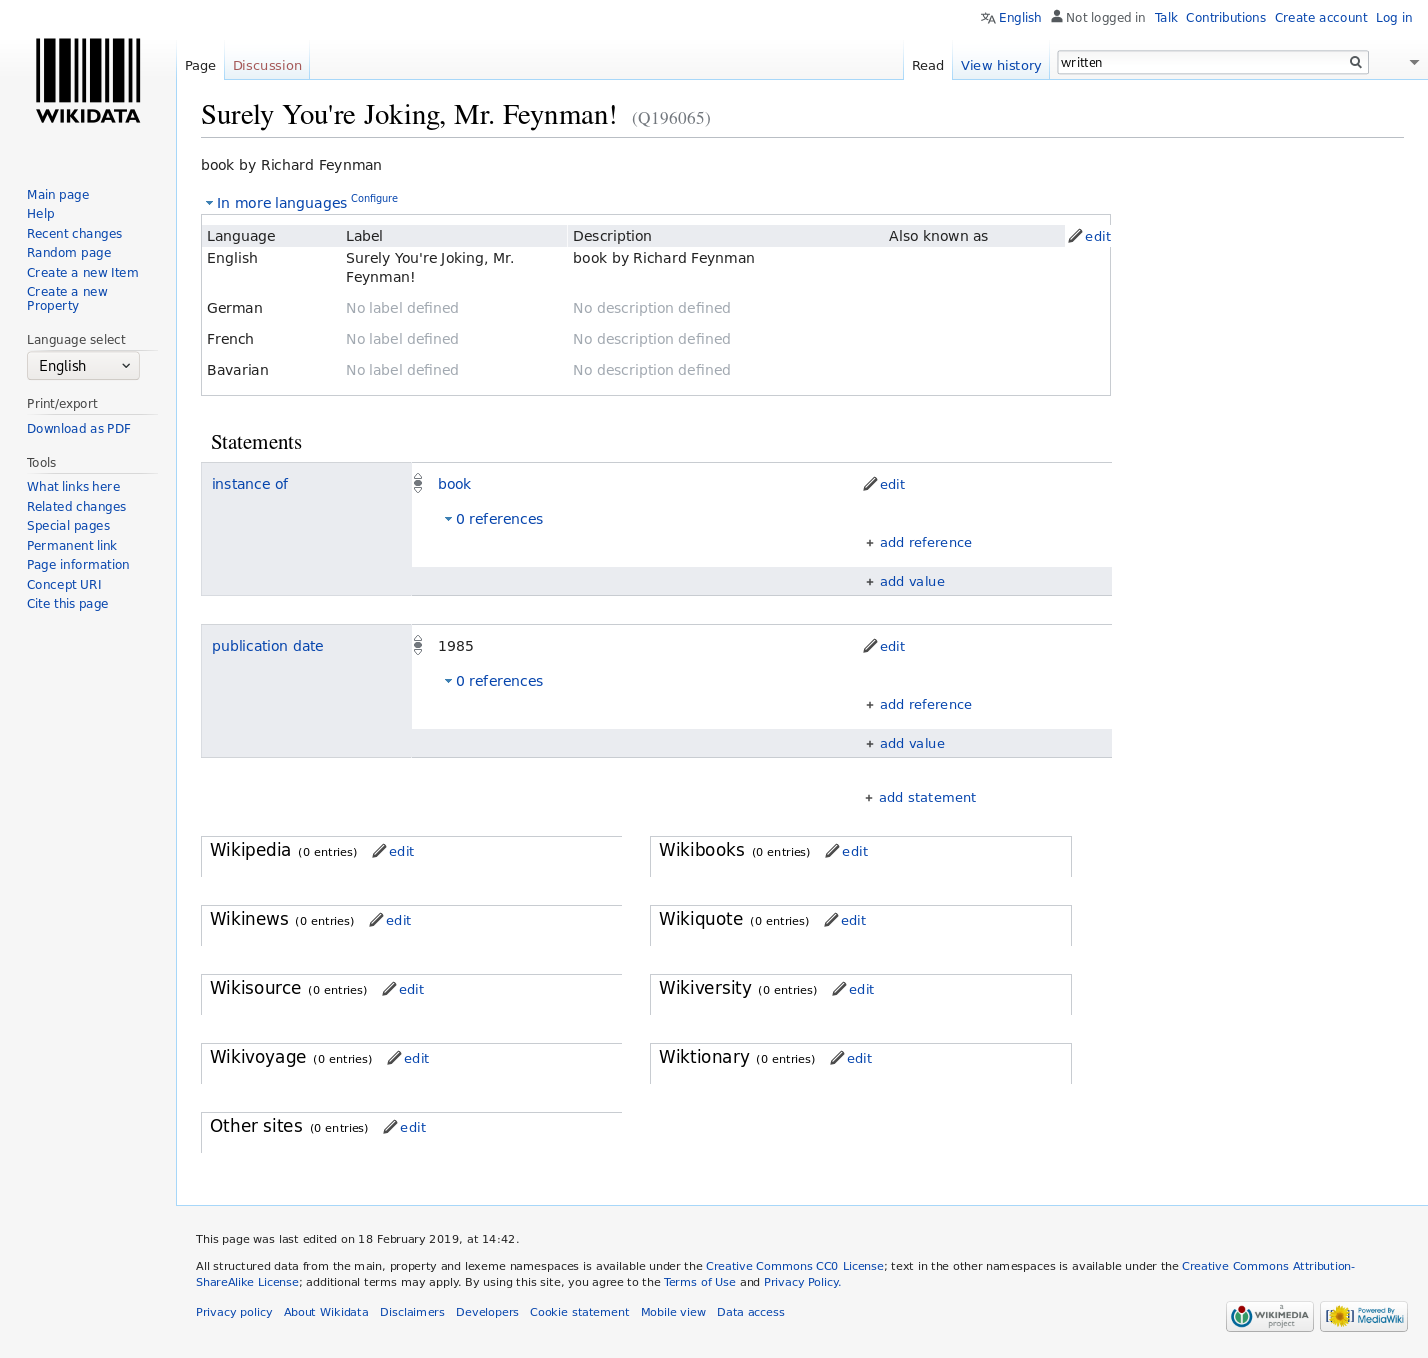 English Not logged in Talk Contributions Create account Log in
WIKIDATA
Page Discussion Read View history written
Surely You're Joking, Mr. Feynman! (Q196065)
book by Richard Feynman
In more languages Configure
Language Label Description Also known as edit
English Surely You're Joking, Mr. Feynman! book by Richard Feynman
German No label defined No description defined
French No label defined No description defined
Bavarian No label defined No description defined
Statements
instance of book edit
0 references
+ add reference
+ add value
publication date 1985 edit
0 references
+ add reference
+ add value
+ add statement
Wikipedia (0 entries) edit
Wikibooks (0 entries) edit
Wikinews (0 entries) edit
Wikiquote (0 entries) edit
Wikisource (0 entries) edit
Wikiversity (0 entries) edit
Wikivoyage (0 entries) edit
Wiktionary (0 entries) edit
Other sites (0 entries) edit
Main page
Help
Recent changes
Random page
Create a new Item
Create a new
Property
Language select
English
Print/export
Download as PDF
Tools
What links here
Related changes
Special pages
Permanent link
Page information
Concept URI
Cite this page
This page was last edited on 18 February 2019, at 14:42.
All structured data from the main, property and lexeme namespaces is available under the Creative Commons CC0 License; text in the other namespaces is available under the Creative Commons Attribution-
ShareAlike License; additional terms may apply. By using this site, you agree to the Terms of Use and Privacy Policy.
Privacy policy About Wikidata Disclaimers Developers Cookie statement Mobile view Data access
a
WIKIMEDIA
project
Powered By
MediaWiki